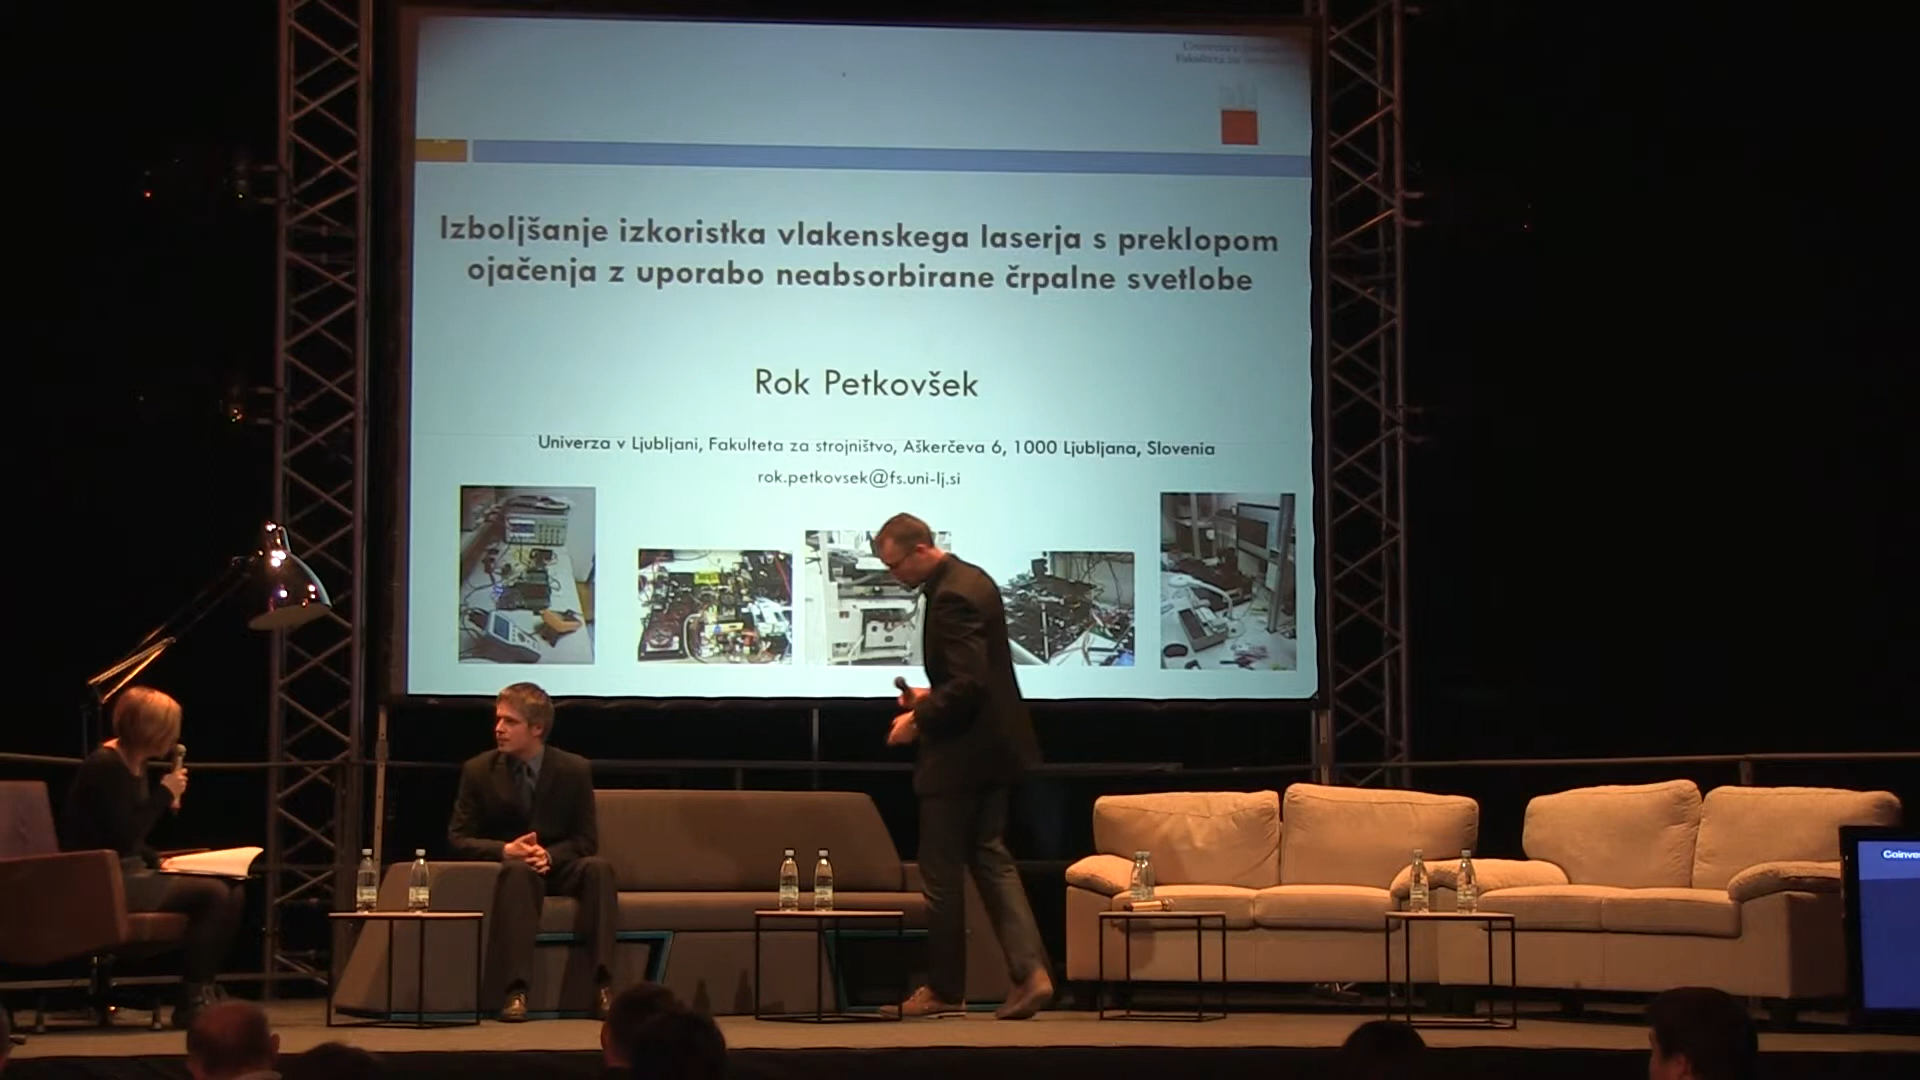 Izboljšanje izkoristka vlakenskega laserja s preklopom
ojačenja z uporabo neabsorbirane črpalne svetlobe
Rok Petkovšek
Univerza v Ljubljani, Fakulteta za strojništvo, Aškerčeva 6, 1000 Ljubljana, Slovenia
rok.petkovsek@fs.uni-lj.si